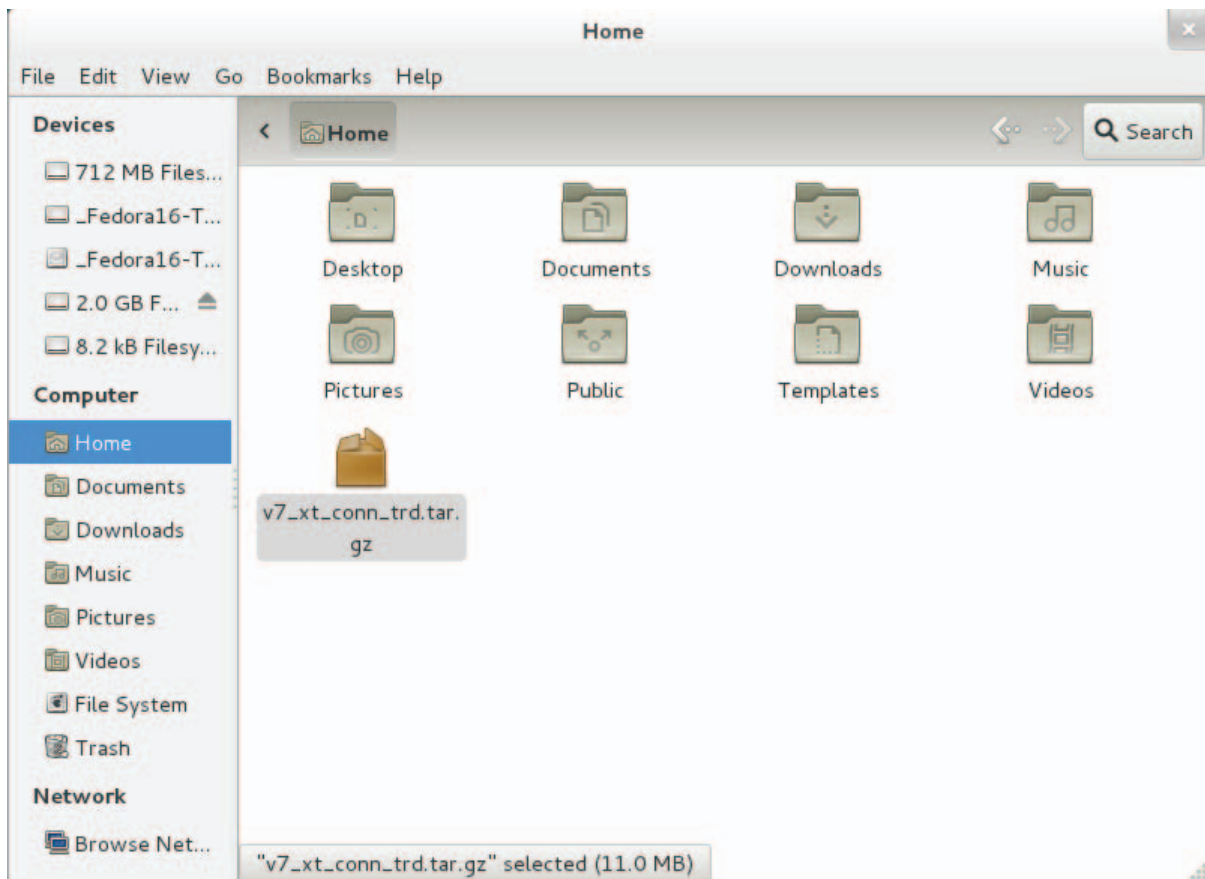 Home
File Edit View Go Bookmarks Help
Devices
712 MB Files...
_Fedora16-T...
_Fedora16-T...
2.0 GB F...
8.2 kB Filesy...
Computer
Home
Documents
Downloads
Music
Pictures
Videos
File System
Trash
Network
Browse Net...
Home
Search
Desktop Documents Downloads Music
Pictures Public Templates Videos
v7_xt_conn_trd.tar.
gz
"v7_xt_conn_trd.tar.gz" selected (11.0 MB)